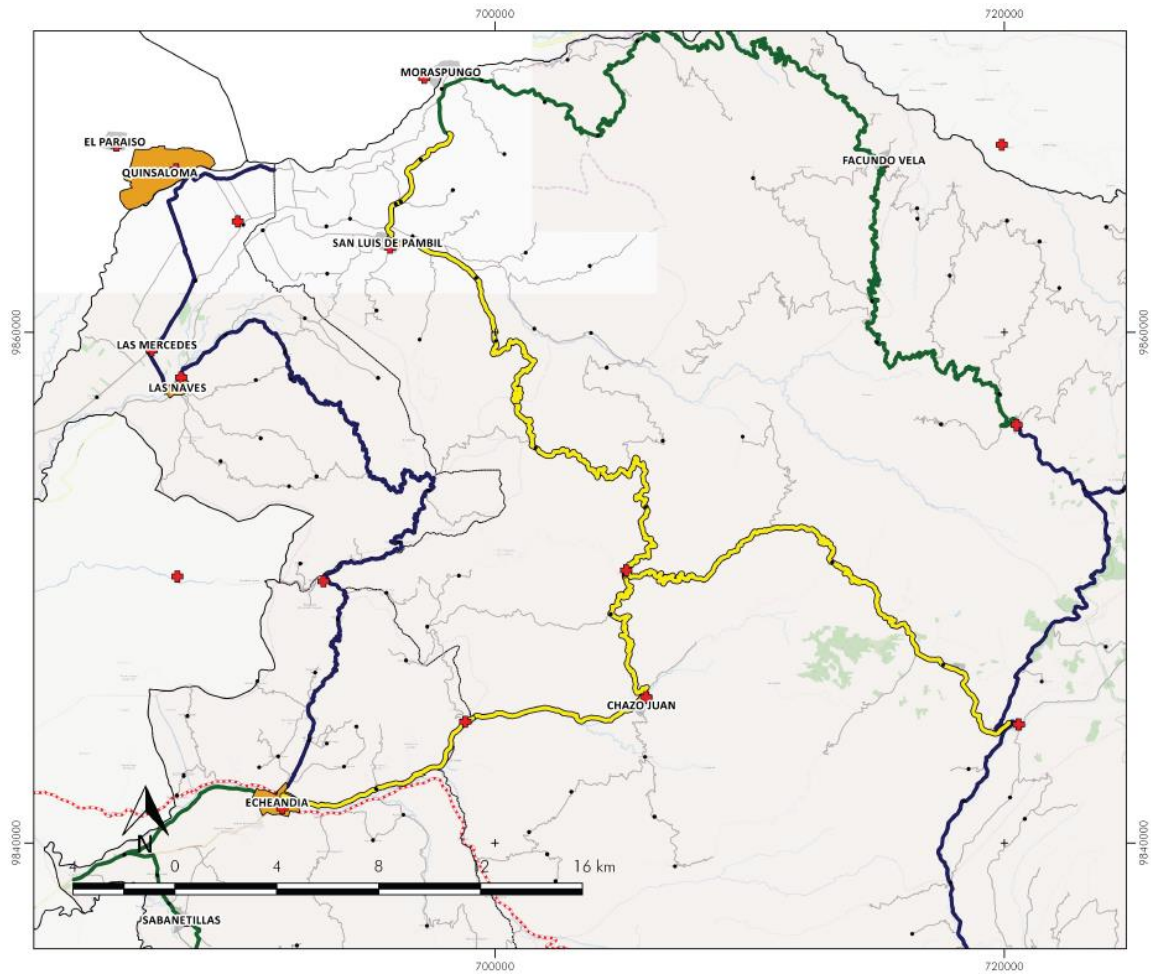 700000
720000
MORASPUNGO
EL PARAISO
QUINSALOMA
FACUNDO VELA
SAN LUIS DE PAMBIL
9860000
9860000
LAS MERCEDES
LAS NAVES
CHAZO JUAN
ECHEANDIA
9840000
9840000
N
4 0 4 8 2 16 km
SABANETILLAS
700000
720000